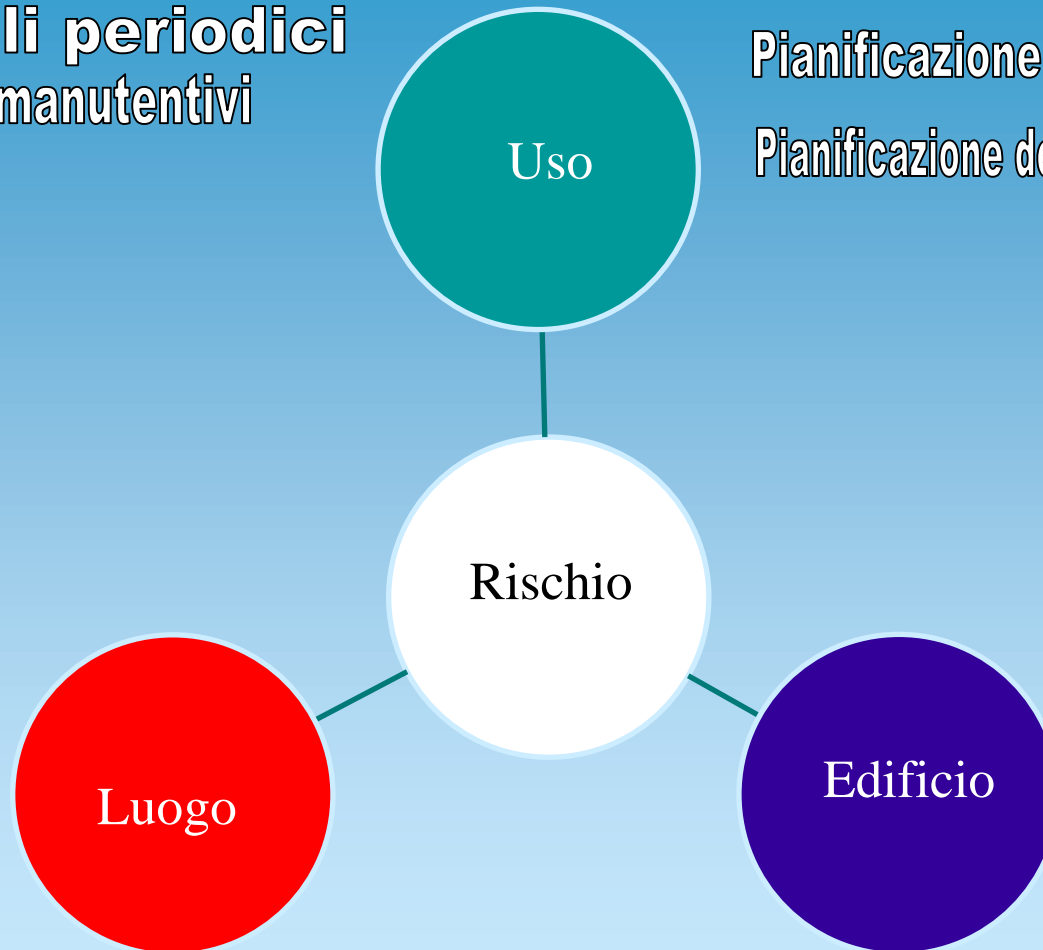 li periodici
manutentivi
Pianificazione
Pianificazione
Uso
Rischio
Luogo
Edificio